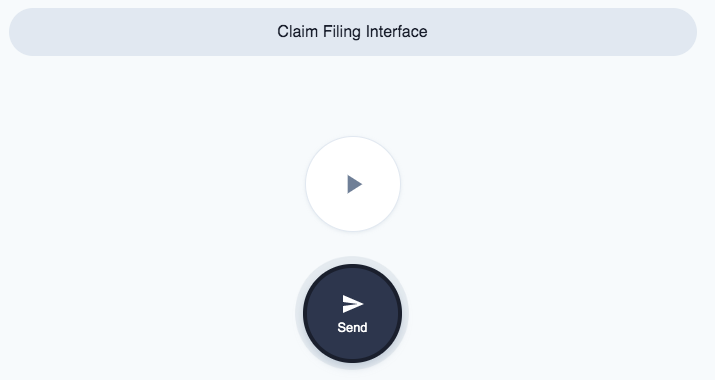 Claim Filing Interface
Send